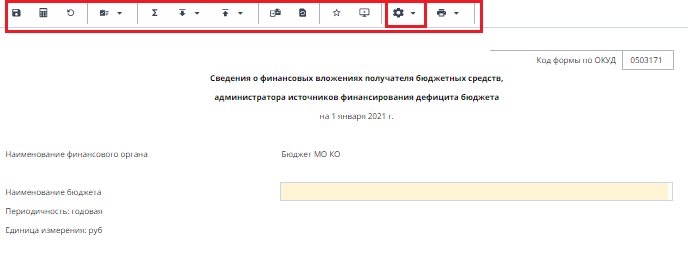 Код формы по ОКУД 0503171
Сведения о финансовых вложениях получателя бюджетных средств,
администратора источников финансирования дефицита бюджета
на 1 января 2021 г.
Наименование финансового органа Бюджет МО КО
Наименование бюджета
Периодичность: годовая
Единица измерения: руб